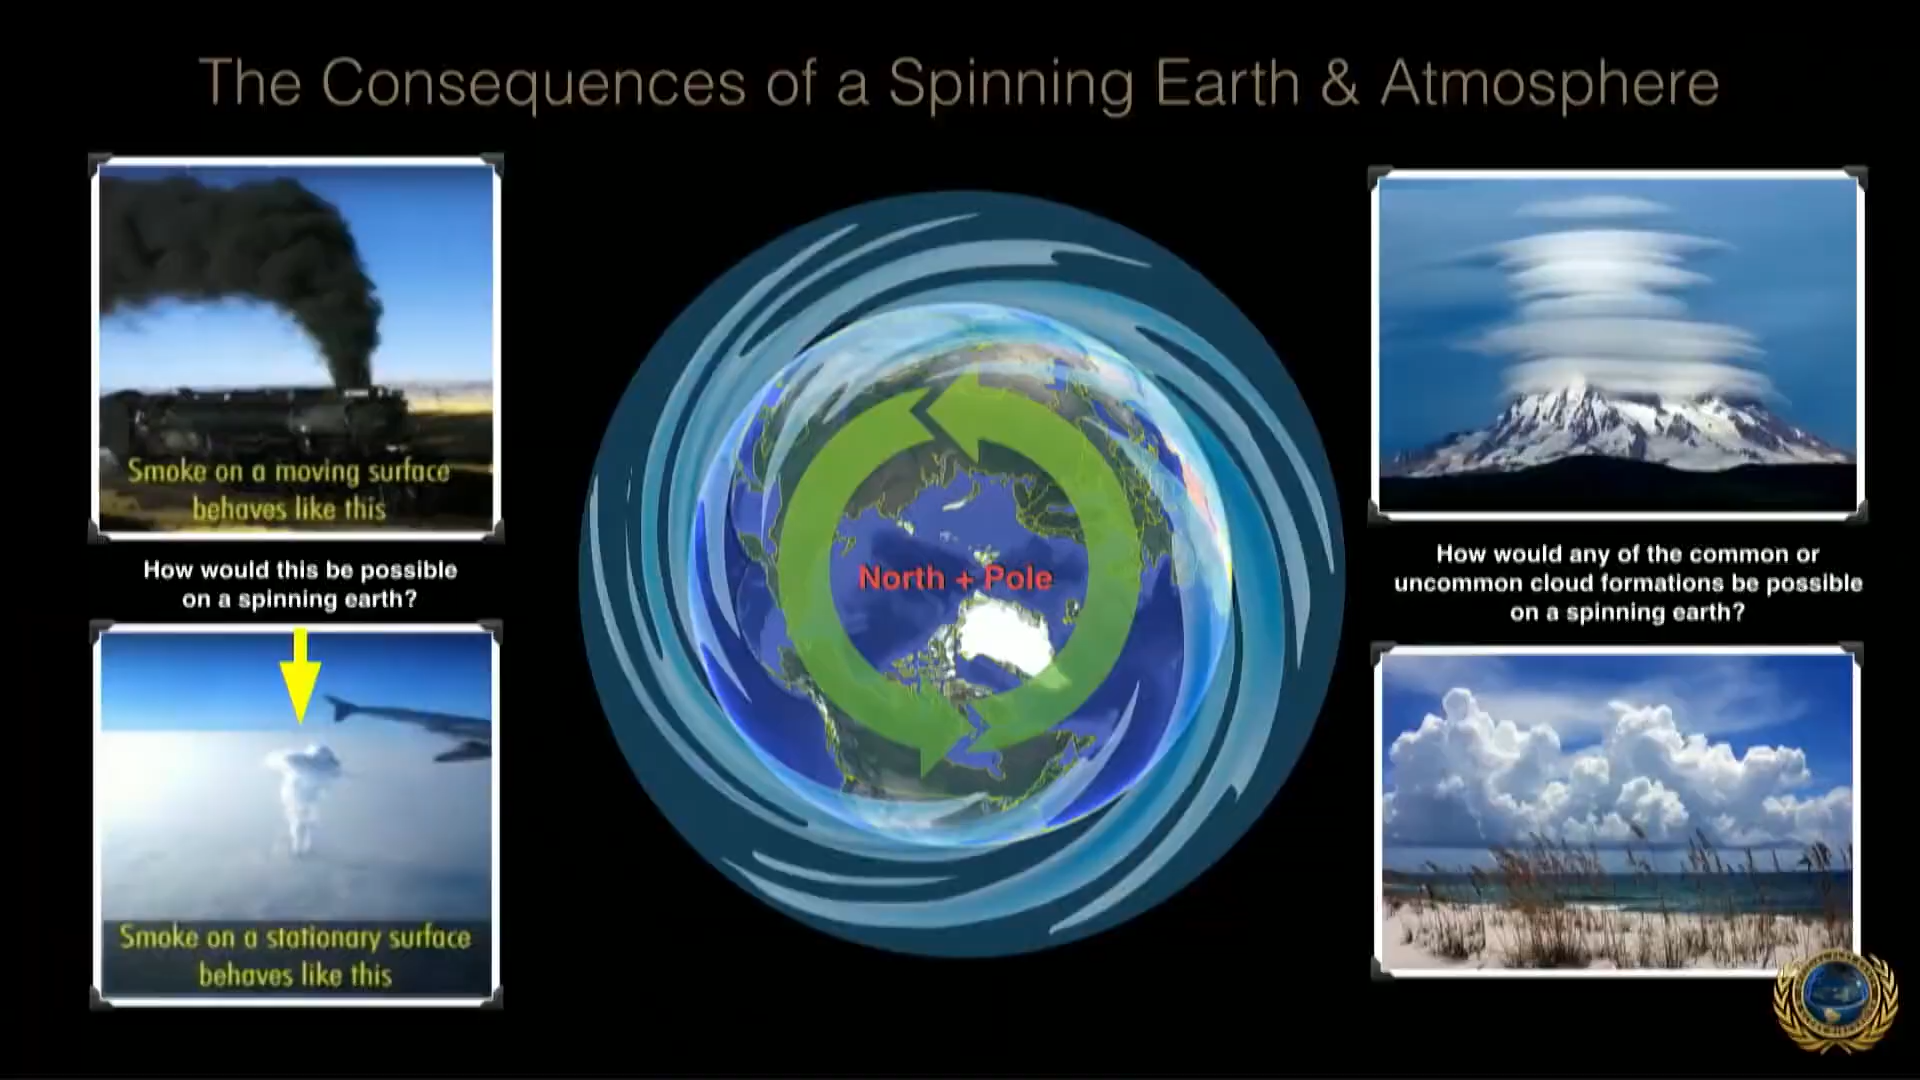 The Consequences of a Spinning Earth & Atmosphere
Smoke on a moving surface
behaves like this
How would this be possible
on a spinning earth?
Smoke on a stationary surface
behaves like this
North + Pole
How would any of the common or
uncommon cloud formations be possible
on a spinning earth?